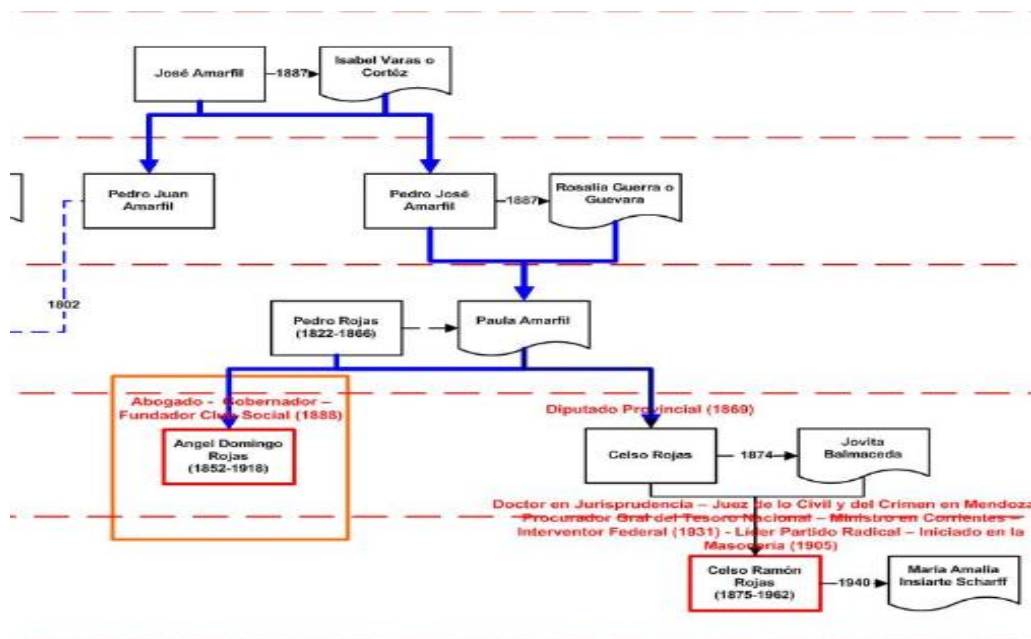 José Amarfil
1887
Isabel Varas o
Cortéz
Pedro Juan
Amarfil
Pedro José
Amarfil
1887
Rosalía Guerra o
Guevara
1802
Pedro Rojas
(1822-1866)
Paula Amarfil
Abogado - Gobernador –
Fundador Club Social (1888)
Angel Domingo
Rojas
(1852-1918)
Diputado Provincial (1869)
Celso Rojas
1874
Jovita
Balmaceda
Doctor en Jurisprudencia – Juez de lo Civil y del Crimen en Mendoza
Procurador Gral del Tesoro Nacional – Ministro en Corrientes –
Interventor Federal (1931) - Líder Partido Radical – Iniciado en la
Masonería (1905)
Celso Ramón
Rojas
(1875-1962)
1940
María Amalia
Insiarte Scharff